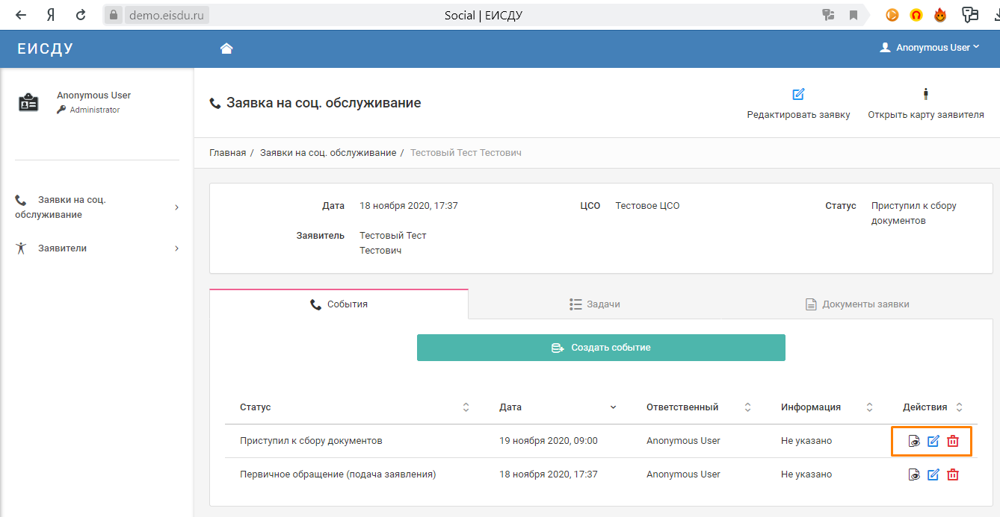 Я
demo.eisdu.ru
Social | ЕИСДУ
ЕИСДУ
Anonymous User
Anonymous User
Administrator
Заявка на соц. обслуживание
Редактировать заявку
Открыть карту заявителя
Главная / Заявки на соц. обслуживание / Тестовый Тест Тестович
Заявки на соц.
обслуживание
Заявители
Дата 18 ноября 2020, 17:37
ЦСО Тестовое ЦСО
Статус Приступил к сбору
документов
Заявитель Тестовый Тест
Тестович
События
Задачи
Документы заявки
Создать событие
Статус Дата Ответственный Информация Действия
Приступил к сбору документов 19 ноября 2020, 09:00 Anonymous User Не указано
Первичное обращение (подача заявления) 18 ноября 2020, 17:37 Anonymous User Не указано